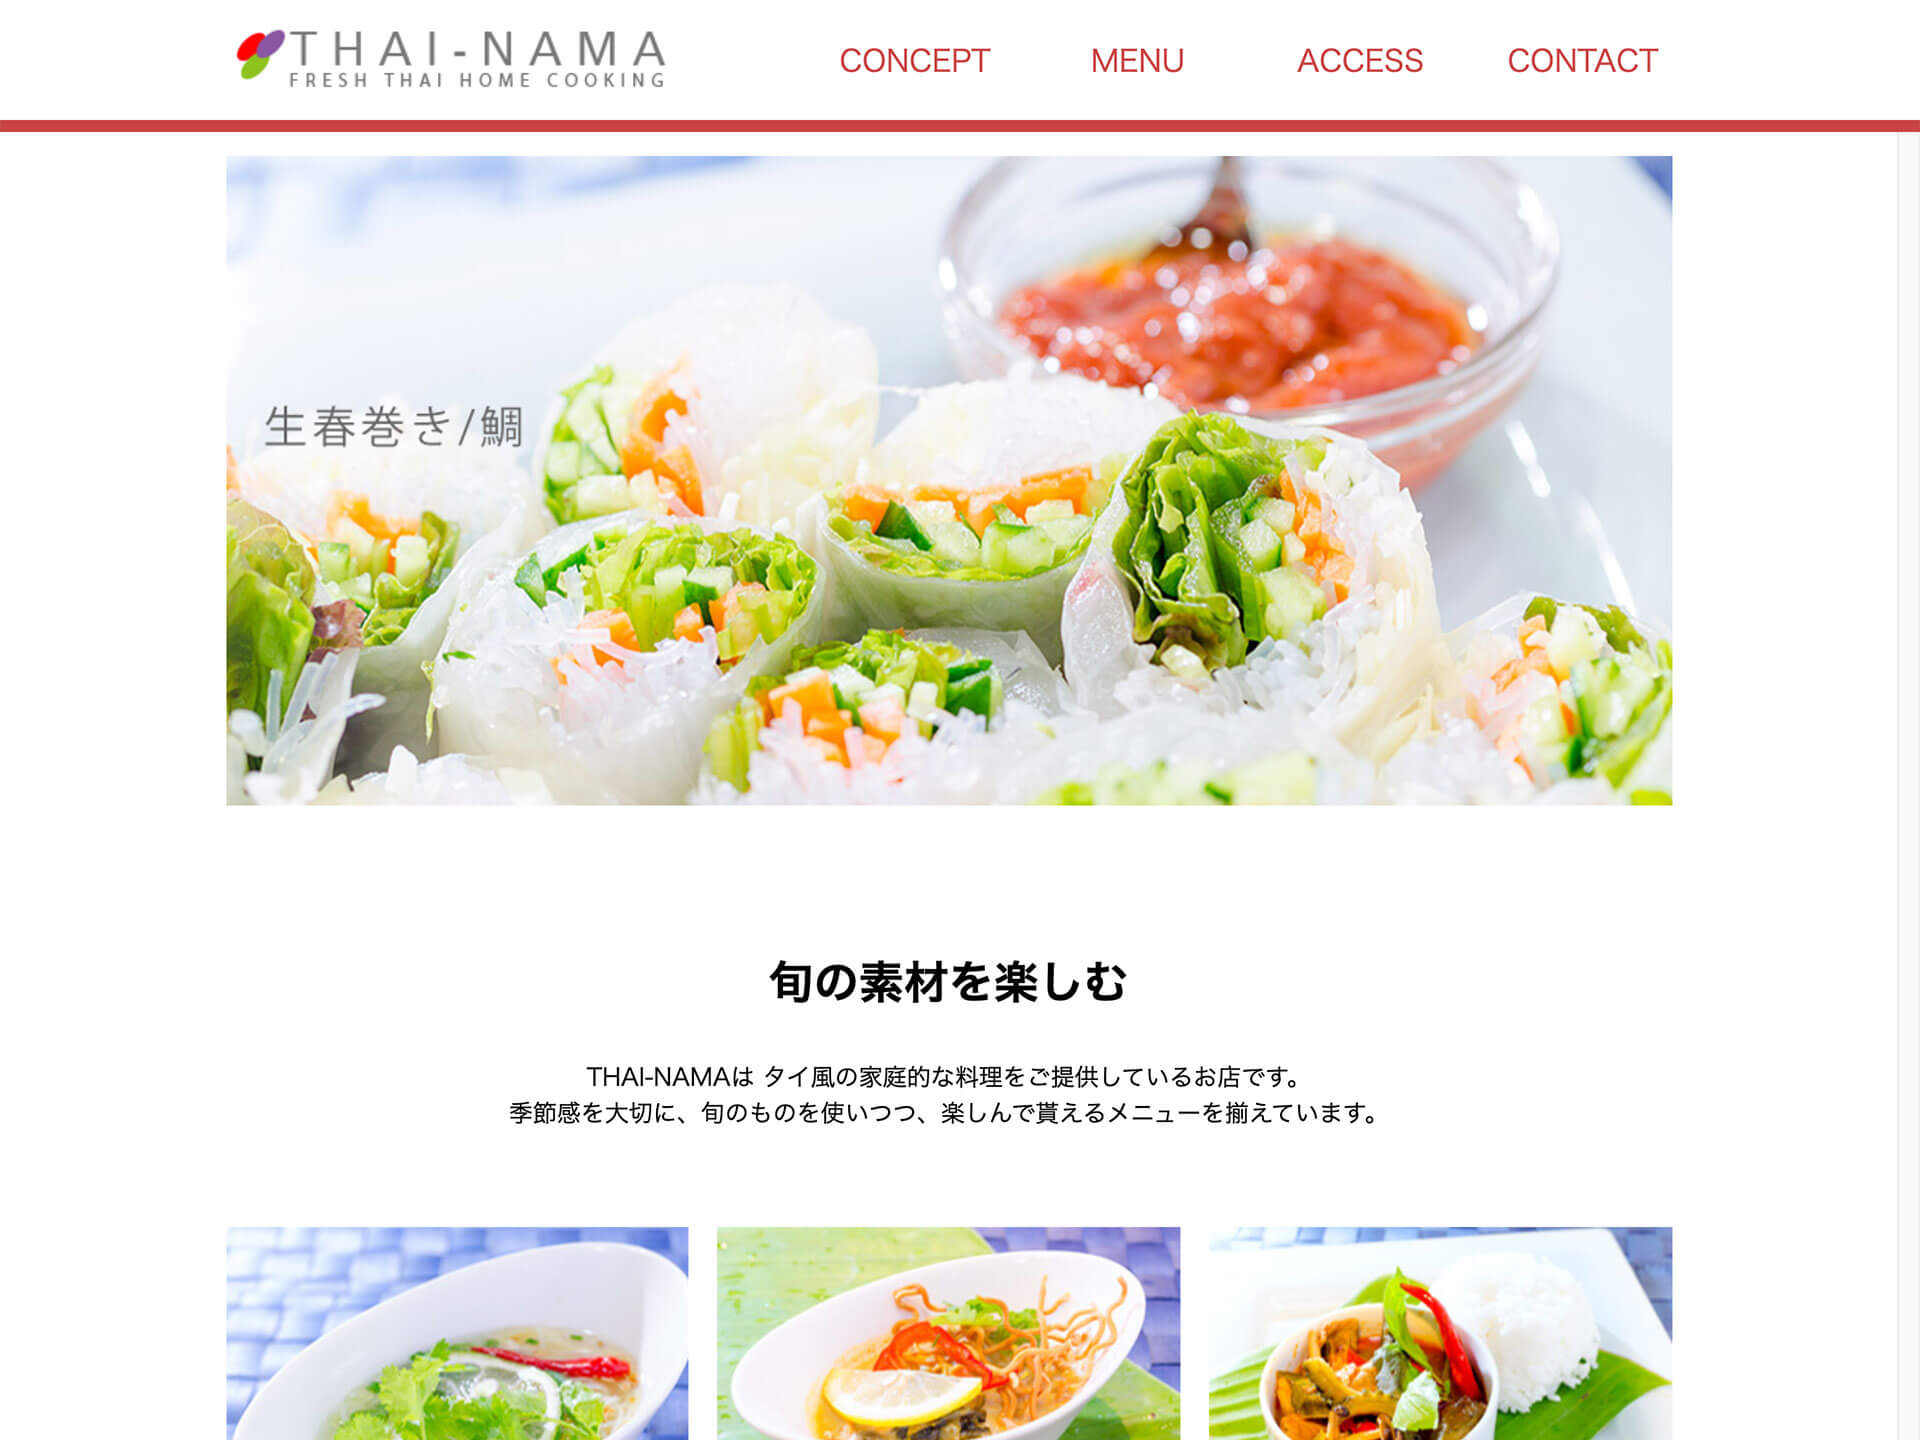 THAI-NAMA
FRESH THAI HOME COOKING
CONCEPT MENU ACCESS CONTACT
生春巻き/鯛
旬の素材を楽しむ
THAI-NAMAは タイ風の家庭的な料理をご提供しているお店です。
季節感を大切に、旬のものを使いつつ、楽しんで貰えるメニューを揃えています。